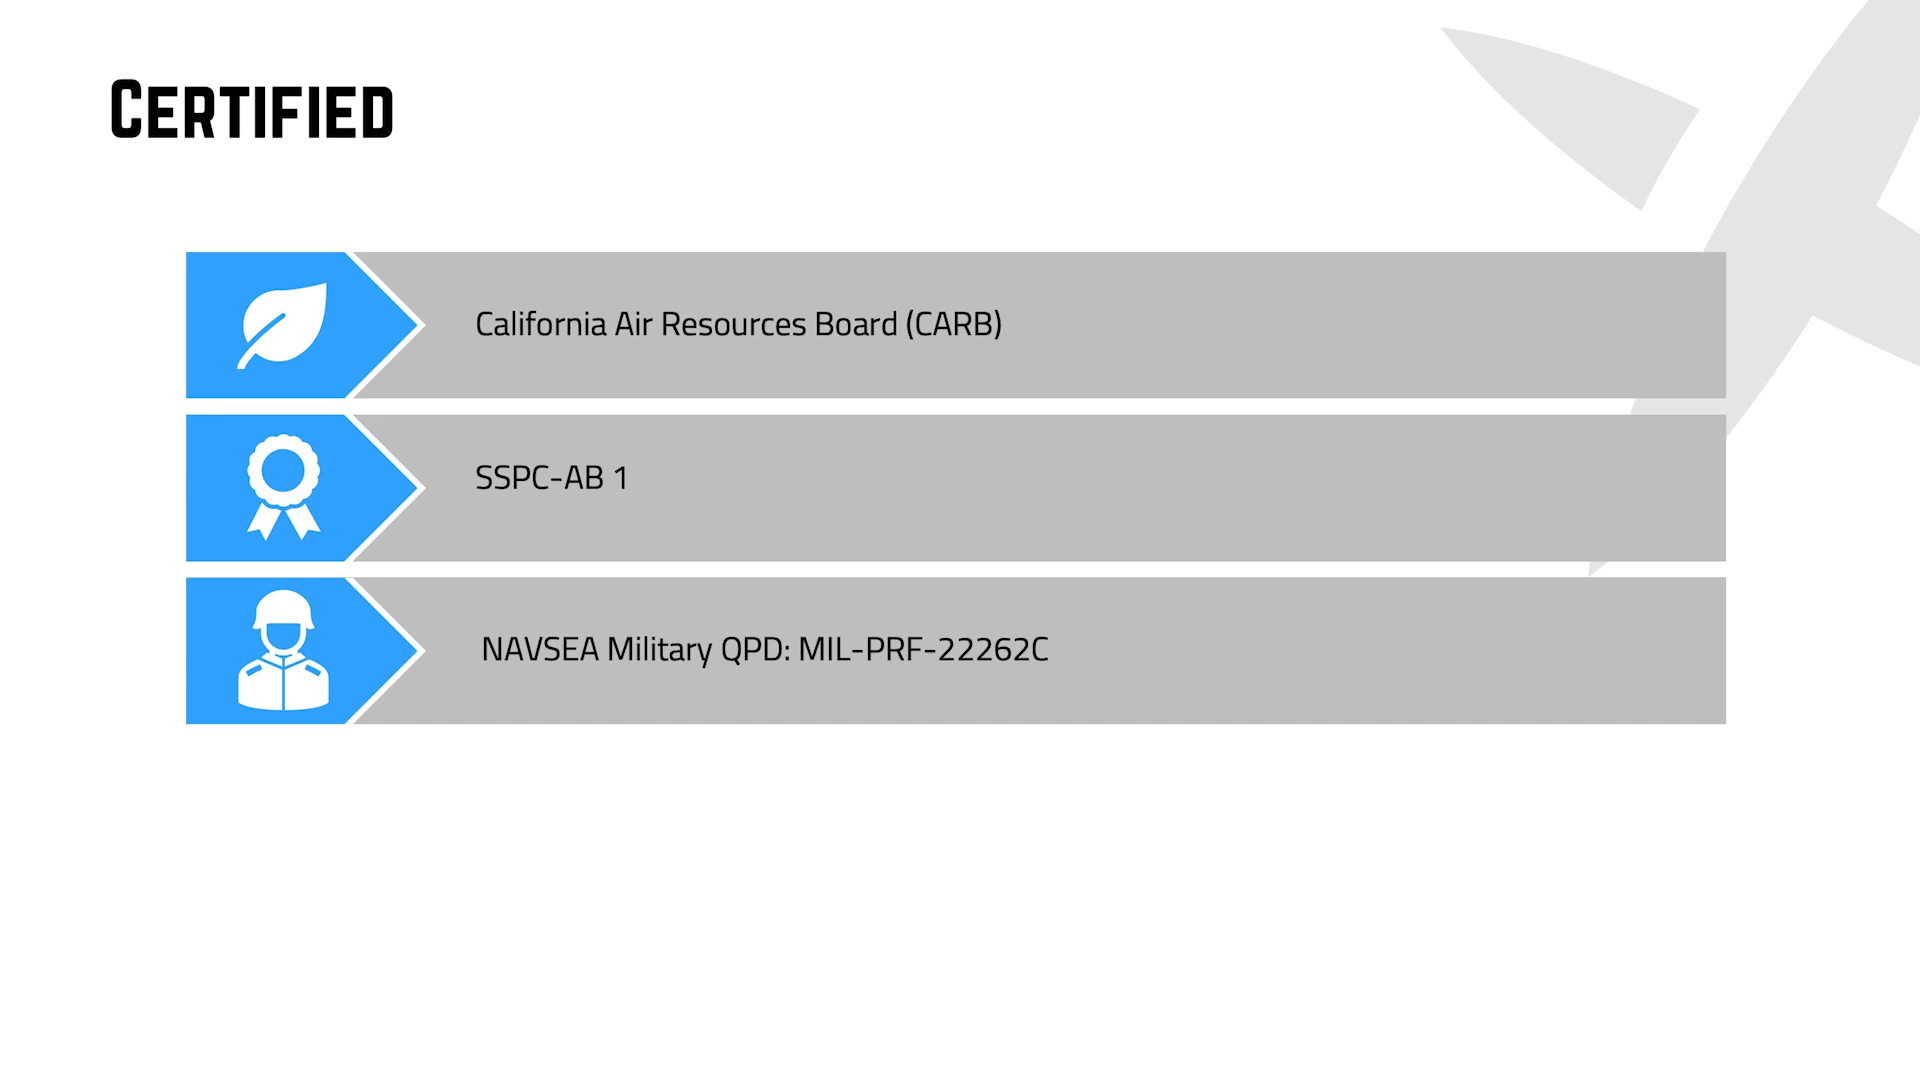 Certified
California Air Resources Board (CARB)
SSPC-AB 1
NAVSEA Military QPD: MIL-PRF-22262C